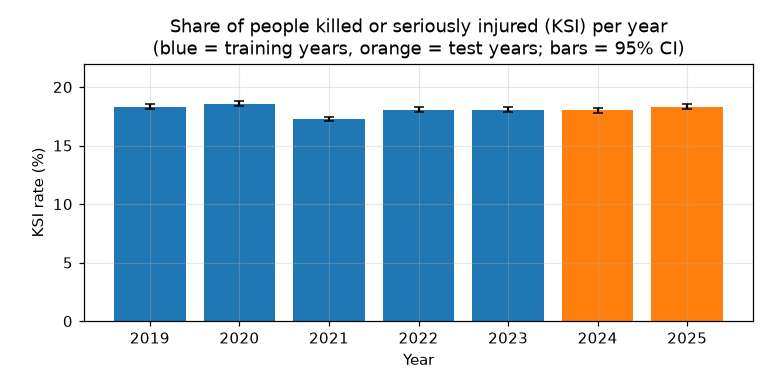 Share of people killed or seriously injured (KSI) per year
(blue = training years, orange = test years; bars = 95% CI)
KSI rate (%)
20
15
10
5
0
2019 2020 2021 2022 2023 2024 2025
Year